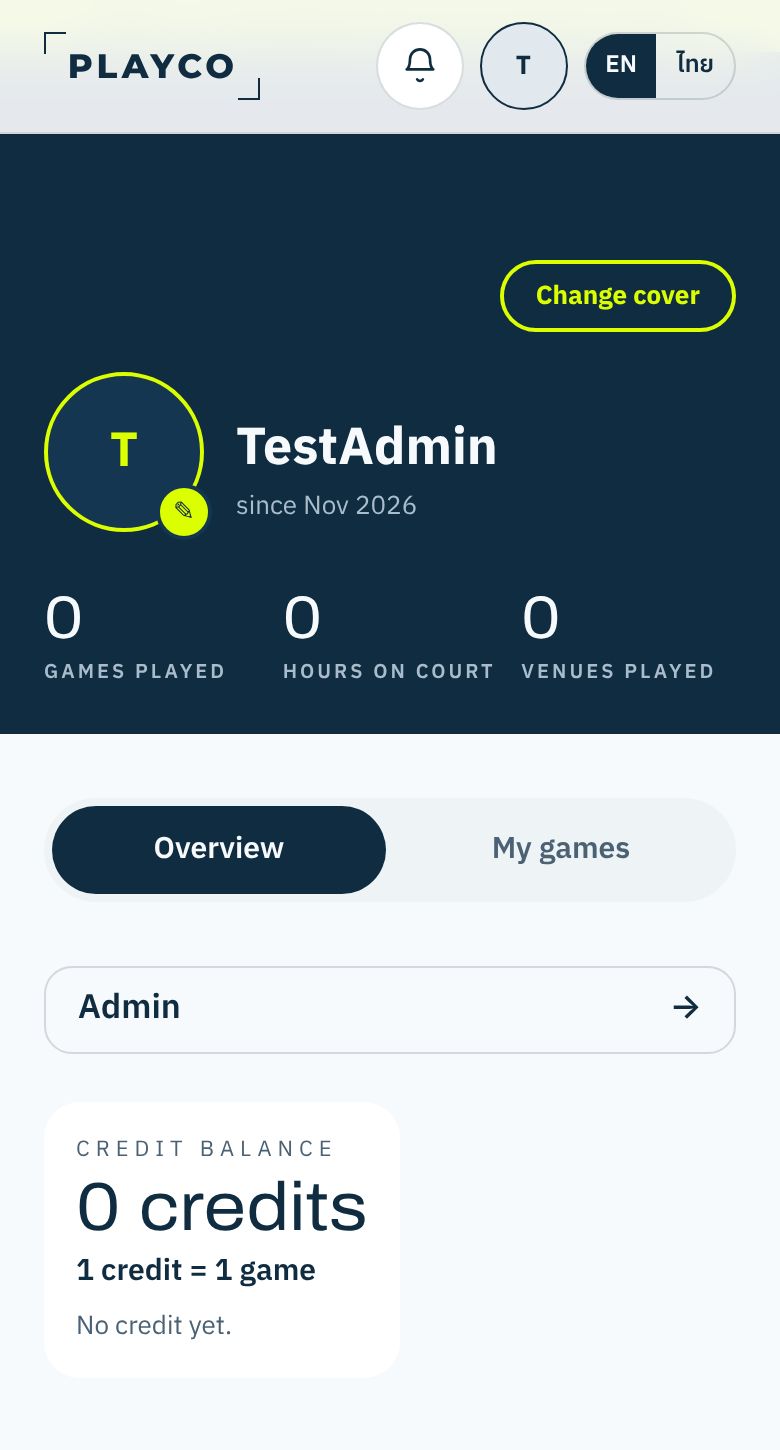 PLAYCO
T
EN
ไทย
Change cover
T
TestAdmin
since Nov 2026
0
GAMES PLAYED
0
HOURS ON COURT
0
VENUES PLAYED
Overview
My games
Admin
CREDIT BALANCE
0 credits
1 credit = 1 game
No credit yet.